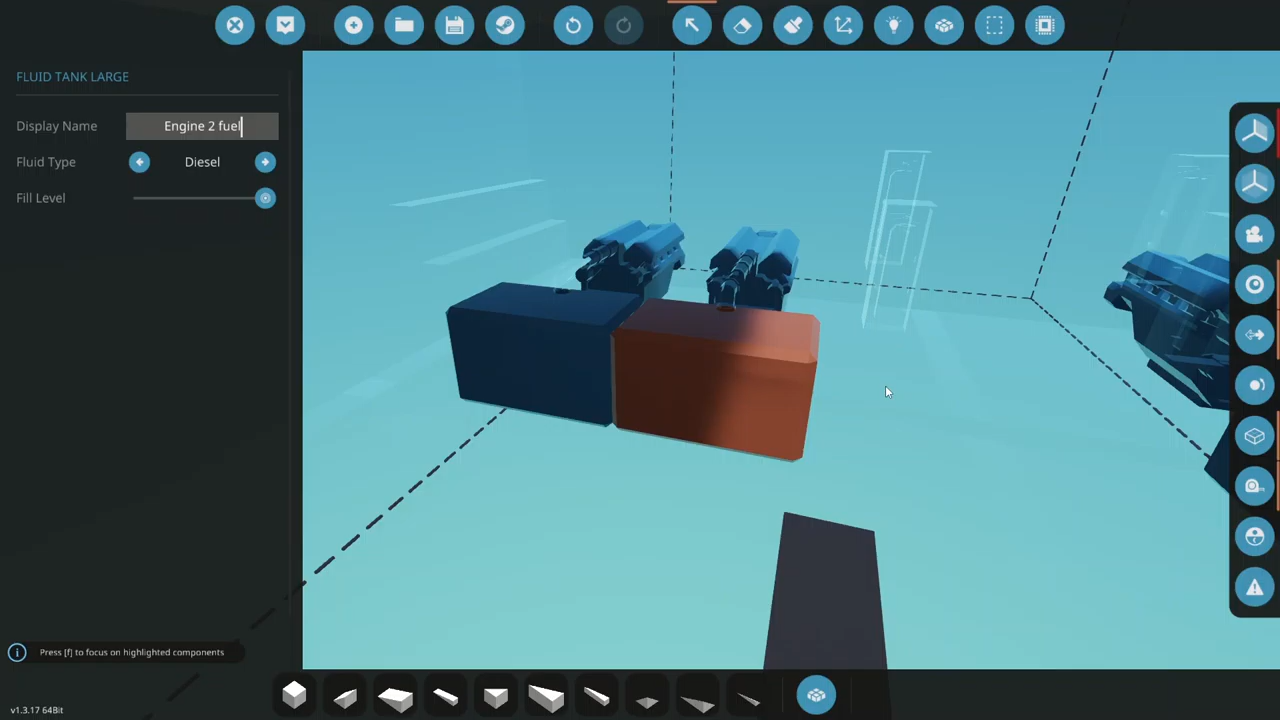 FLUID TANK LARGE
Display Name Engine 2 fuel
Fluid Type Diesel
Fill Level
Press [f] to focus on highlighted components
v1.3.17 64Bit